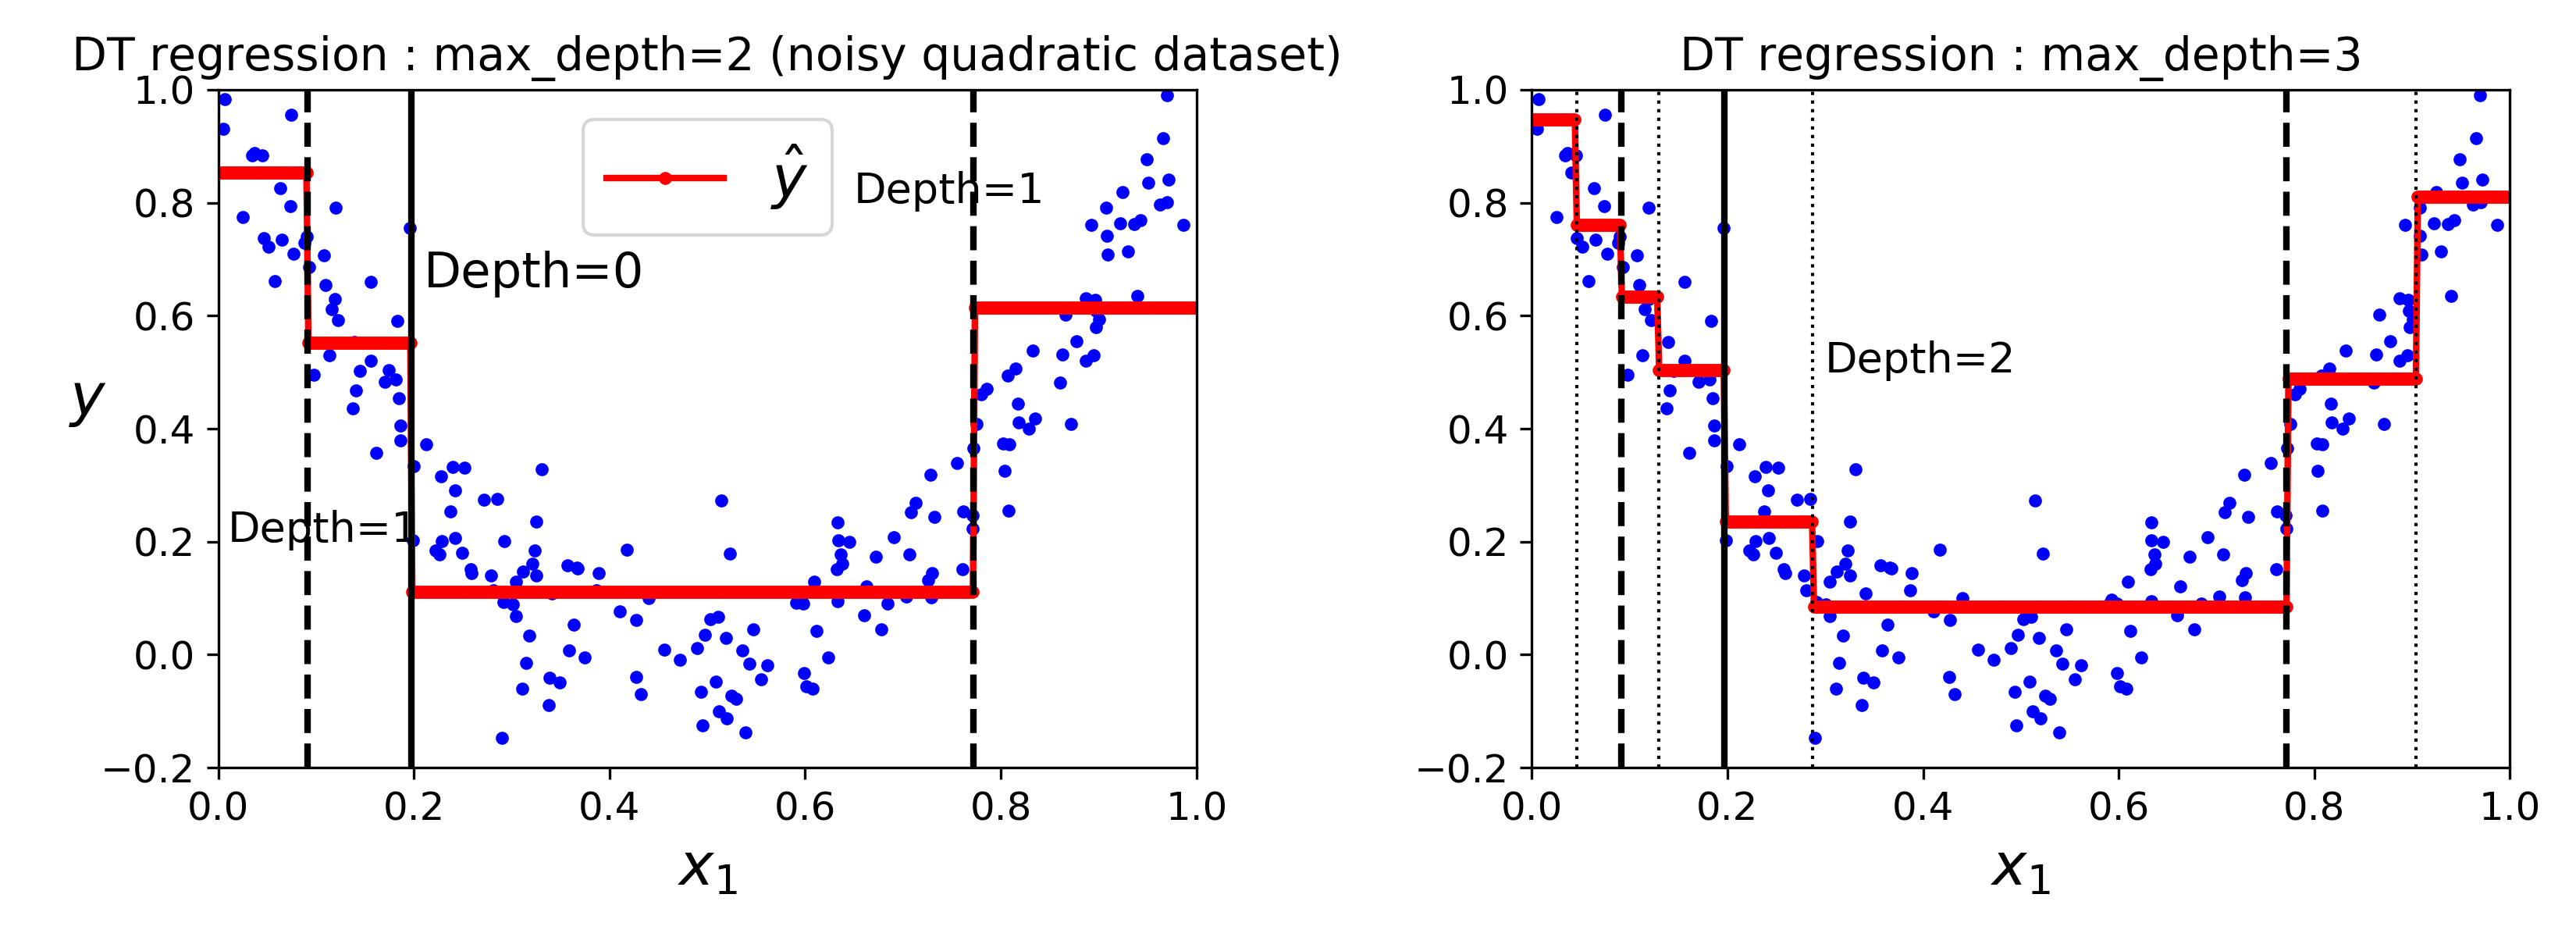 DT regression : max_depth=2 (noisy quadratic dataset)
1.0
0.8
0.6
0.4
0.2
0.0
−0.2
y
ŷ
Depth=1
Depth=0
Depth=1
0.0 0.2 0.4 0.6 0.8 1.0
x₁
DT regression : max_depth=3
1.0
0.8
0.6
0.4
0.2
0.0
−0.2
Depth=2
0.0 0.2 0.4 0.6 0.8 1.0
x₁